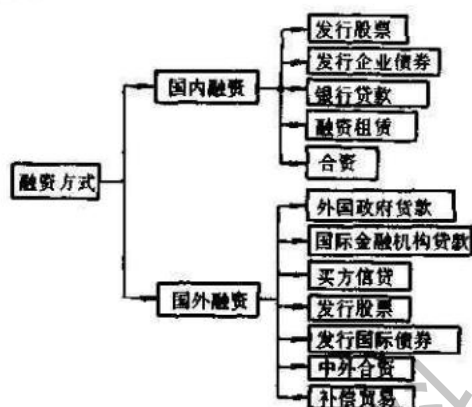 融资方式
国内融资
发行股票
发行企业债券
银行贷款
融资租赁
合资
国外融资
外国政府贷款
国际金融机构贷款
买方信贷
发行股票
发行国际债券
中外合资
补偿贸易